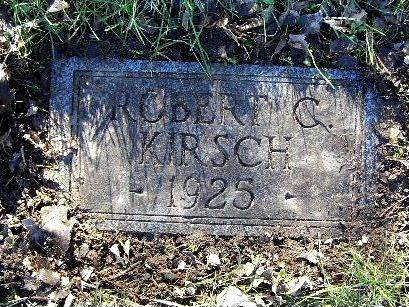 ROBERT C.
KIRSCH
- 1925 -